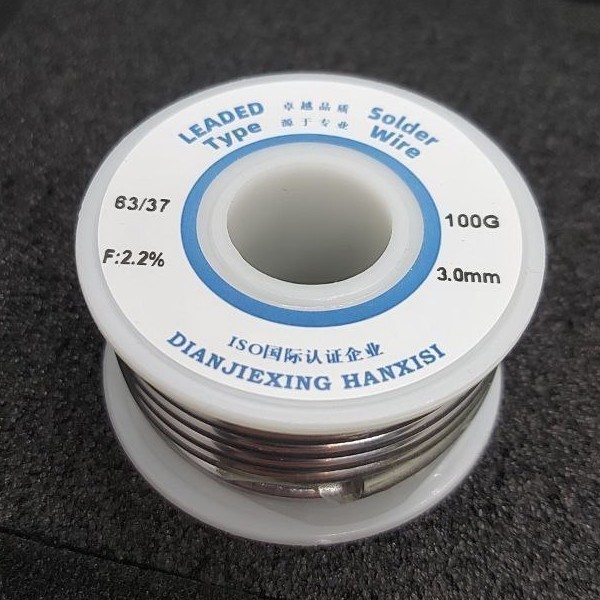 LEADED
Type
卓越品质
源于专业
Solder
Wire
63/37
100G
F:2.2%
3.0mm
ISO国际认证企业
DIANJIEXING HANXISI